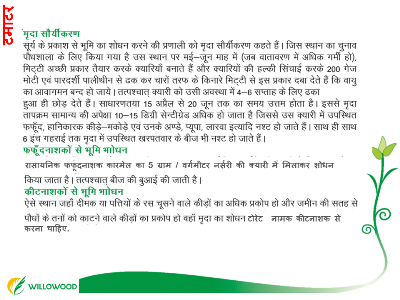 टमाटर
मृदा सौर्यीकरण
सूर्य के प्रकाश से भूमि का शोधन करने की प्रणाली को मृदा सौर्यीकरण कहते हैं। जिस स्थान का चुनाव
पौधशाला के लिए किया गया है उस स्थान पर मई–जून माह में (जब वातावरण में अधिक गर्मी हो),
मिट्टी अच्छी प्रकार तैयार करके क्यारियाँ बनाते हैं और क्यारियों की हल्की सिंचाई करके 200 गेज
मोटी एवं पारदर्शी पालीथीन से ढक कर चारों तरफ के किनारे मिट्टी से इस प्रकार दबा देते हैं कि वायु
का आवागमन बन्द हो जाये। तत्पश्चात् क्यारी को उसी अवस्था में 4–6 सप्ताह के लिए ढका
हुआ ही छोड़ देते हैं। साधारणतया 15 अप्रैल से 20 जून तक का समय उत्तम होता है। इससे मृदा
तापक्रम सामान्य की अपेक्षा 10–15 डिग्री सेन्टीग्रेड अधिक हो जाता है जिससे उस क्यारी में उपस्थित
फफूँद, हानिकारक कीड़े–मकोड़े एवं उनके अण्डे, प्यूपा, लारवा इत्यादि नष्ट हो जाते हैं। साथ ही साथ
6 इंच गहराई तक मृदा में उपस्थित खरपतवार के बीज भी नष्ट हो जाते हैं।
फफूँदनाशकों से भूमि शोधन
रासायनिक फफूंदनाशक कारमेल का 5 ग्राम / वर्गमीटर नर्सरी की क्यारी में मिलाकर शोधन
किया जाता है। तत्पश्चात् बीज की बुआई की जाती है।
कीटनाशकों से भूमि शोधन
ऐसे स्थान जहाँ दीमक या पत्तियों के रस चूसने वाले कीड़ों का अधिक प्रकोप हो और जमीन की सतह से
पौधों के तनों को काटने वाले कीड़ों का प्रकोप हो वहाँ मृदा का शोधन टोरेट नामक कीटनाशक से
करना चाहिए.
WILLOWOOD